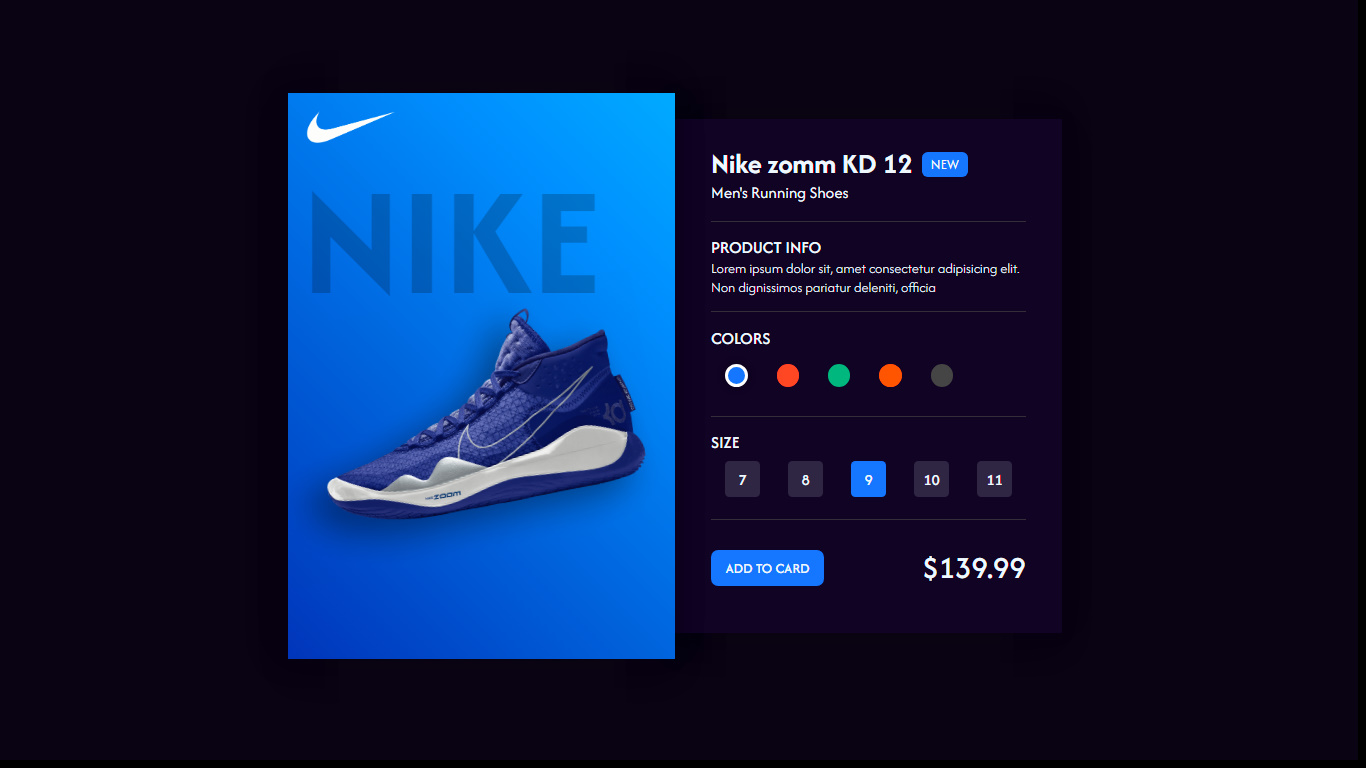 NIKE
ZOOM
Nike zomm KD 12 NEW
Men's Running Shoes
PRODUCT INFO
Lorem ipsum dolor sit, amet consectetur adipisicing elit.
Non dignissimos pariatur deleniti, officia
COLORS
SIZE
7 8 9 10 11
ADD TO CARD $139.99